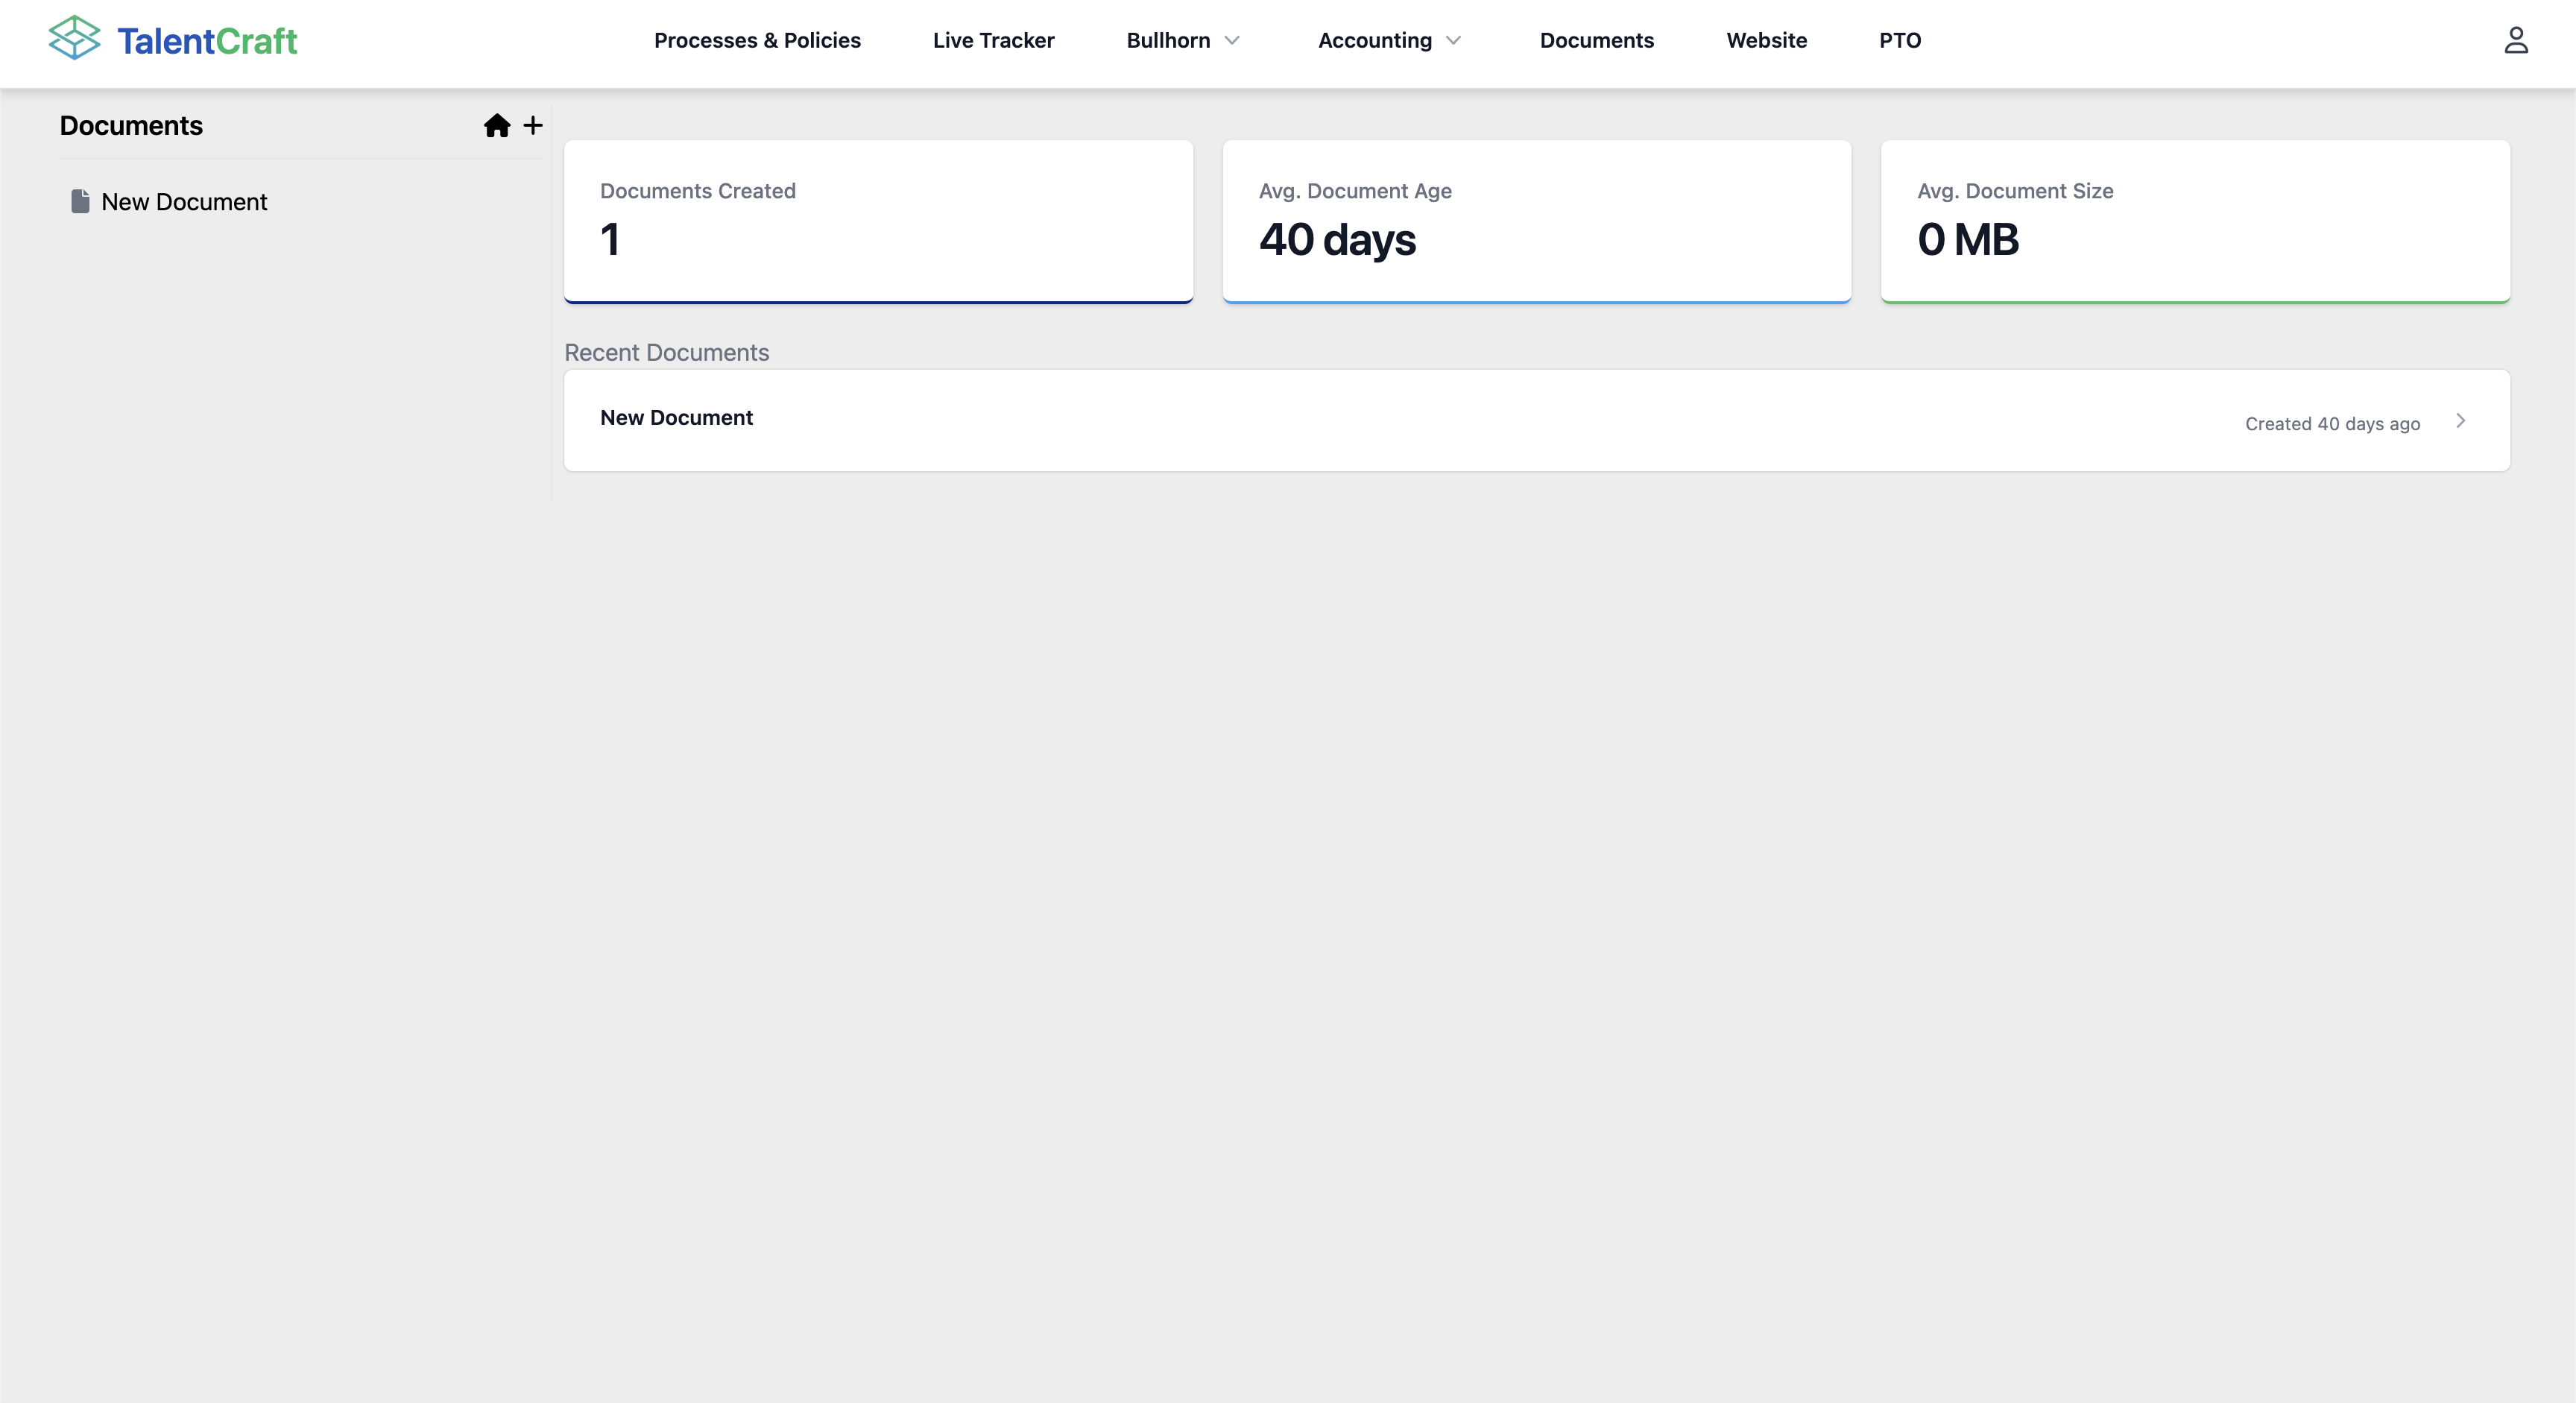 TalentCraft
Processes & Policies
Live Tracker
Bullhorn
Accounting
Documents
Website
PTO
Documents
New Document
Documents Created
1
Avg. Document Age
40 days
Avg. Document Size
0 MB
Recent Documents
New Document
Created 40 days ago